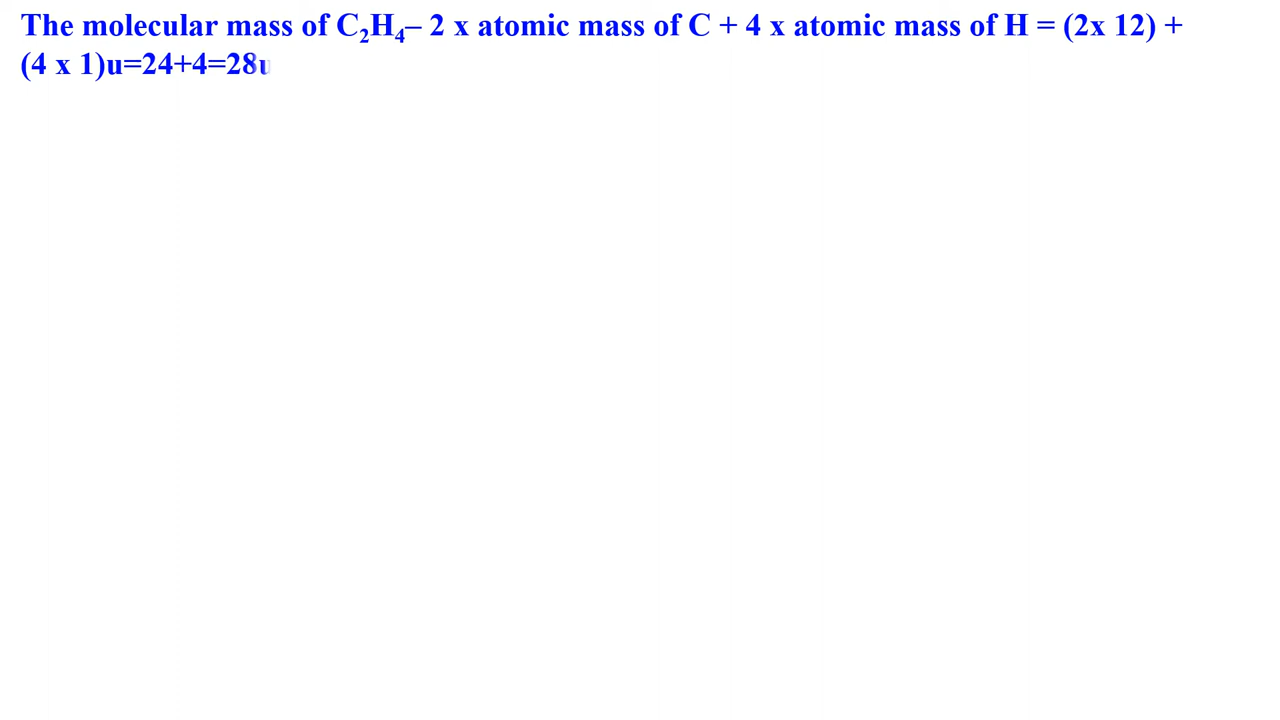 The molecular mass of C₂H₄– 2 x atomic mass of C + 4 x atomic mass of H = (2x 12) +
(4 x 1)u=24+4=28u